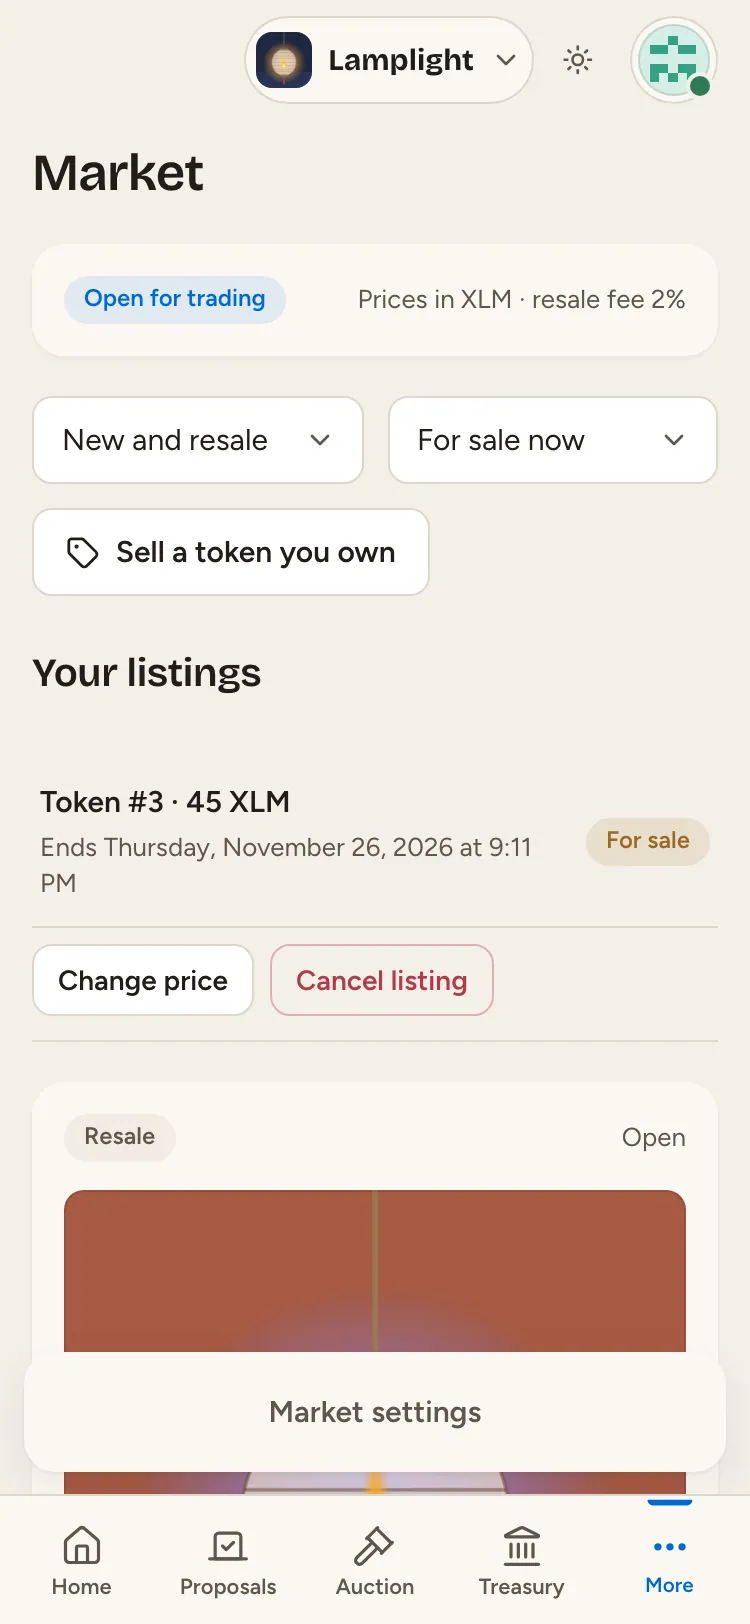 Lamplight
Market
Open for trading
Prices in XLM · resale fee 2%
New and resale
For sale now
Sell a token you own
Your listings
Token #3 · 45 XLM
Ends Thursday, November 26, 2026 at 9:11
PM
For sale
Change price
Cancel listing
Resale
Open
Market settings
Home
Proposals
Auction
Treasury
More